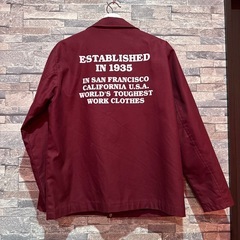 ESTABLISHED
IN 1935
IN SAN FRANCISCO
CALIFORNIA U.S.A.
WORLD'S TOUGHEST
WORK CLOTHES